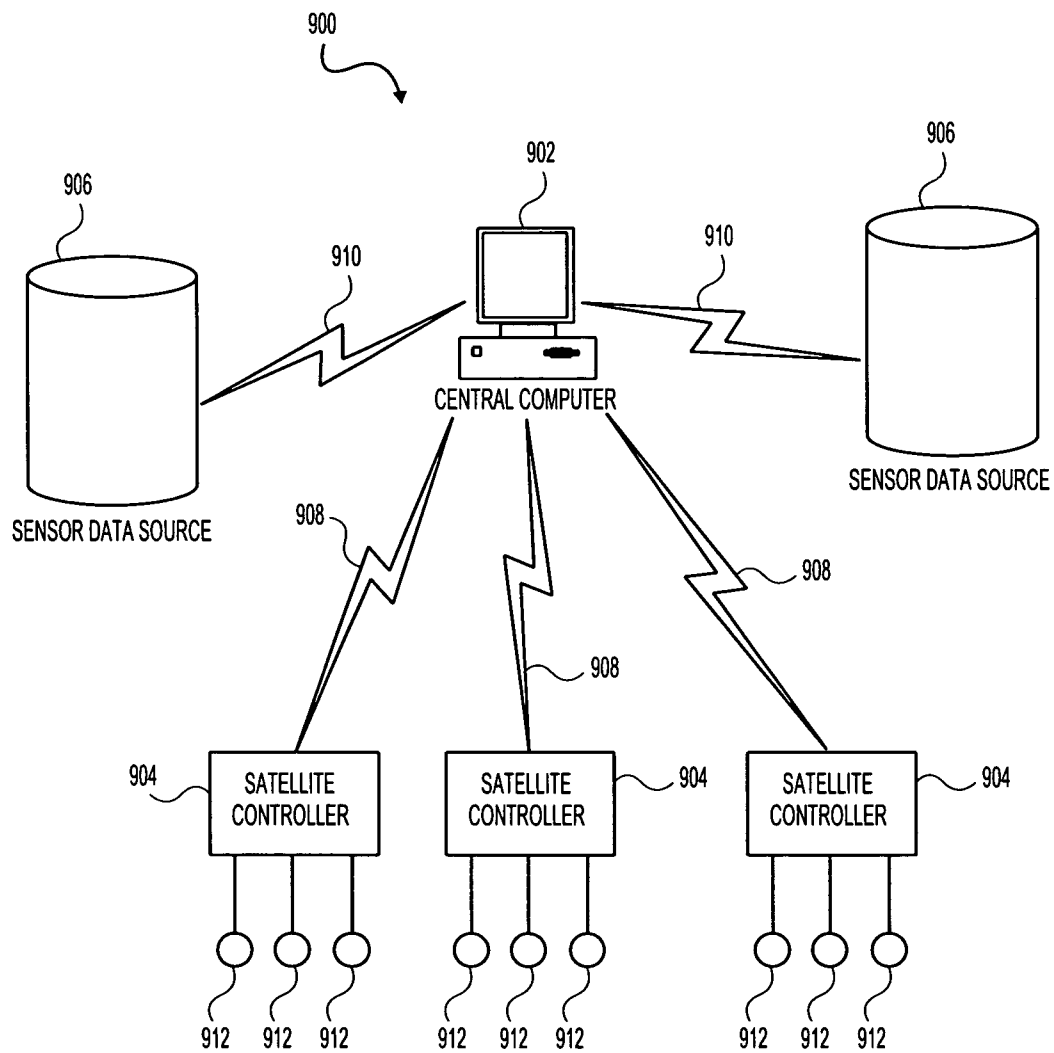 900
902
906
906
910
910
CENTRAL COMPUTER
SENSOR DATA SOURCE
SENSOR DATA SOURCE
908
908
908
904
SATELLITE
CONTROLLER
SATELLITE
CONTROLLER
904
SATELLITE
CONTROLLER
904
912
912
912
912
912
912
912
912
912